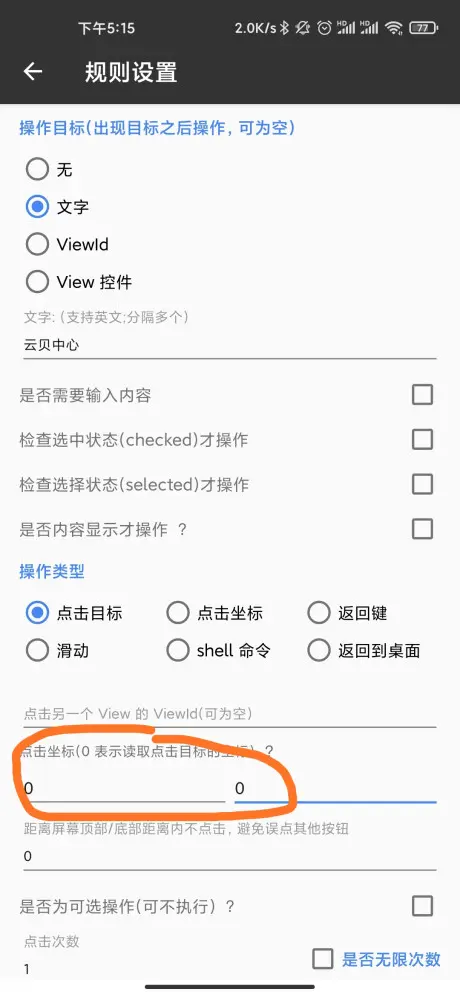 下午5:15 2.0K/s HD HD 77
规则设置
操作目标(出现目标之后操作, 可为空)
无
文字
ViewId
View 控件
文字: (支持英文;分隔多个)
云贝中心
是否需要输入内容
检查选中状态(checked)才操作
检查选择状态(selected)才操作
是否内容显示才操作 ?
操作类型
点击目标 点击坐标 返回键
滑动 shell 命令 返回到桌面
点击另一个 View 的 ViewId(可为空)
点击坐标(0 表示读取点击目标的坐标) ?
0 0
距离屏幕顶部/底部距离内不点击, 避免误点其他按钮
0
是否为可选操作(可不执行) ?
点击次数
1 是否无限次数